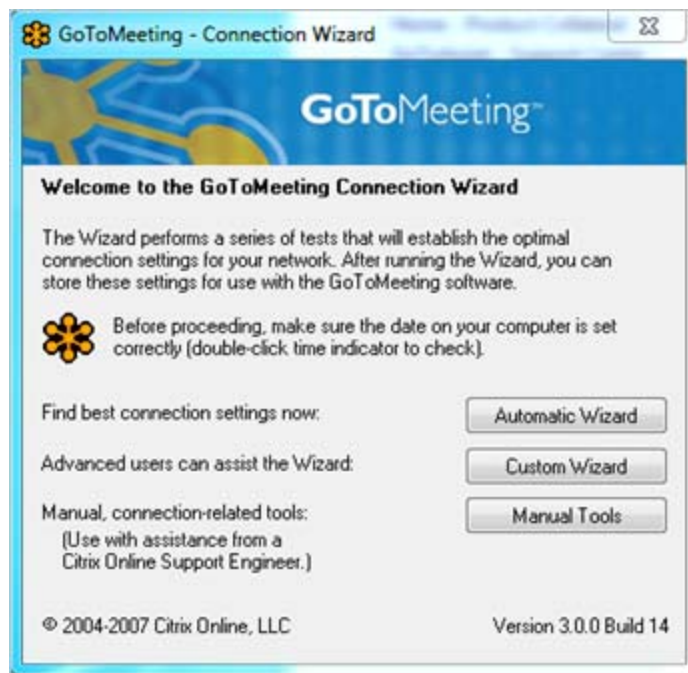 GoToMeeting - Connection Wizard
GoToMeeting™
Welcome to the GoToMeeting Connection Wizard
The Wizard performs a series of tests that will establish the optimal
connection settings for your network. After running the Wizard, you can
store these settings for use with the GoToMeeting software.
Before proceeding, make sure the date on your computer is set
correctly (double-click time indicator to check).
Find best connection settings now:
Automatic Wizard
Advanced users can assist the Wizard:
Custom Wizard
Manual, connection-related tools:
Manual Tools
(Use with assistance from a
Citrix Online Support Engineer.)
© 2004-2007 Citrix Online, LLC
Version 3.0.0 Build 14